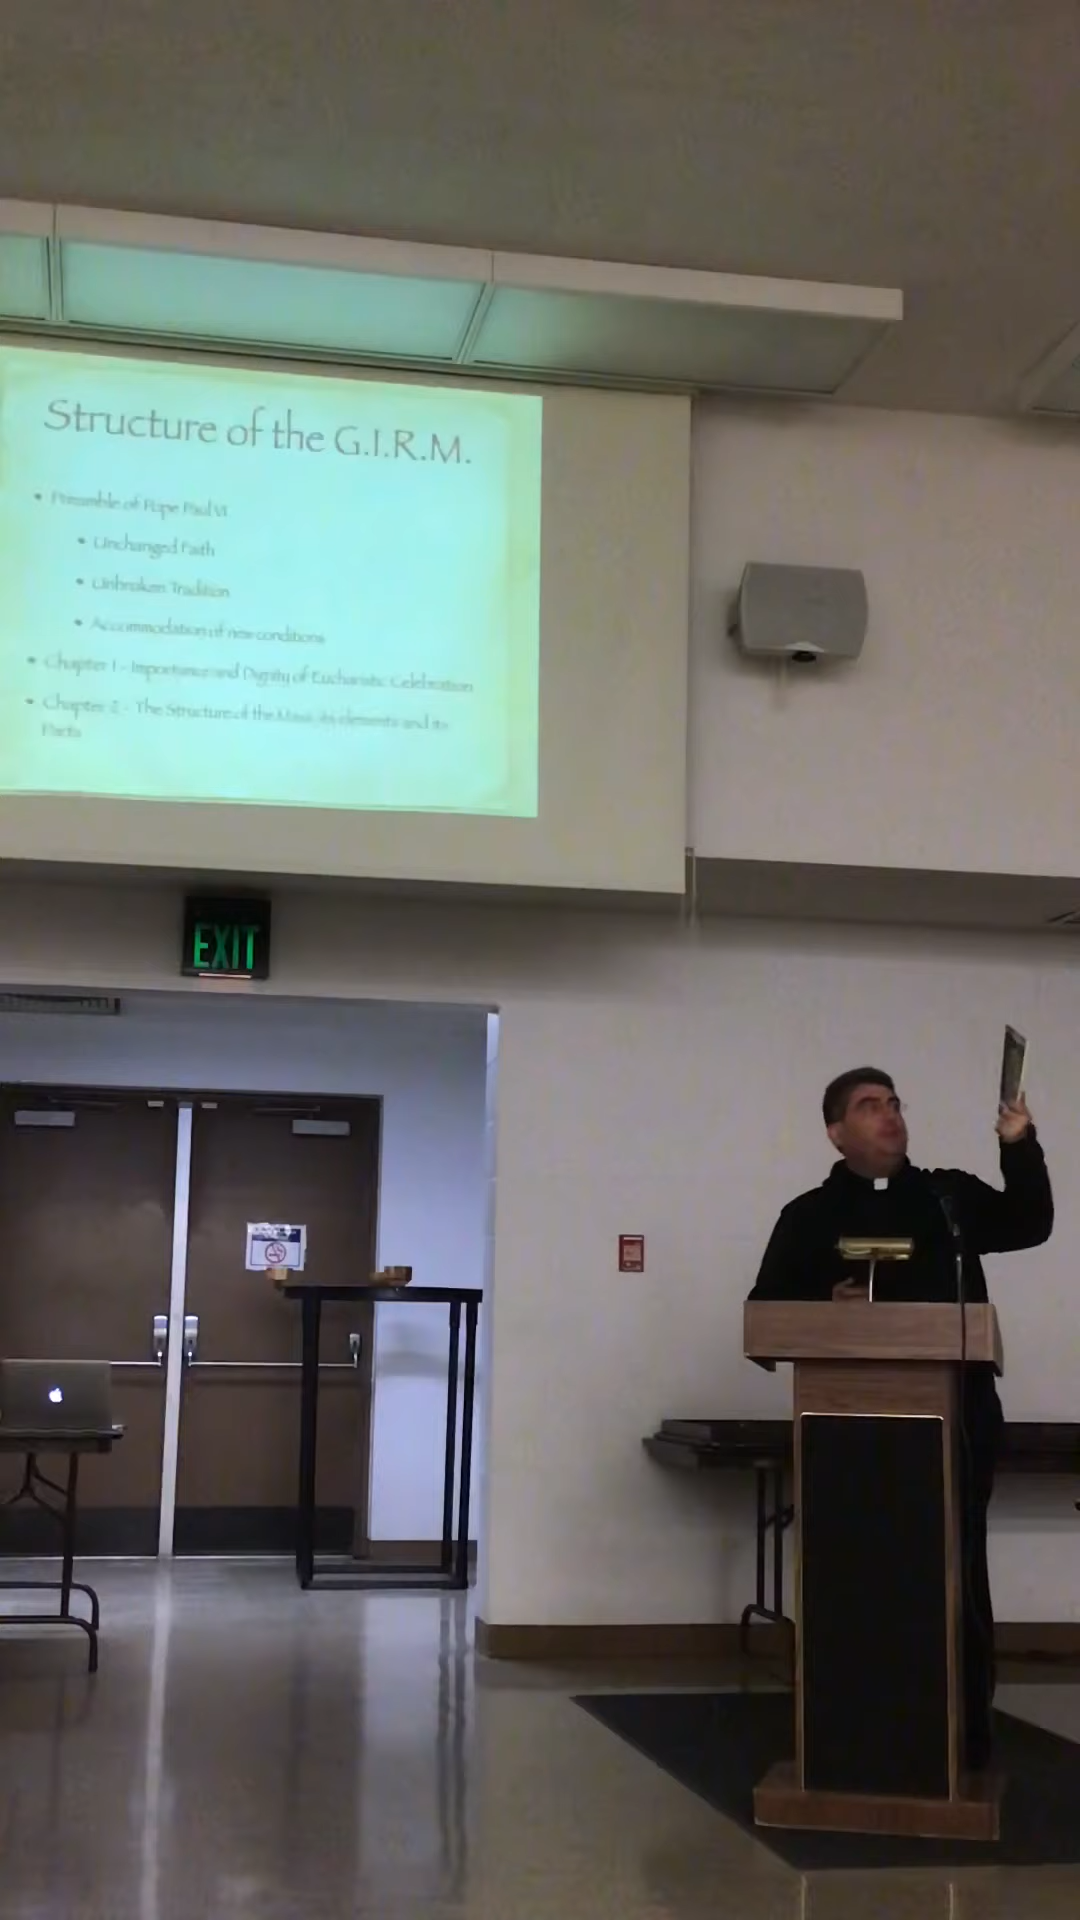 Structure of the G.I.R.M.
• Preamble of Pope Paul VI
• Unchanged Faith
• Unbroken Tradition
• Accommodation of new conditions
• Chapter 1 - Importance and Dignity of Eucharistic Celebration
• Chapter 2 - The Structure of the Mass, its elements and its
Parts
EXIT